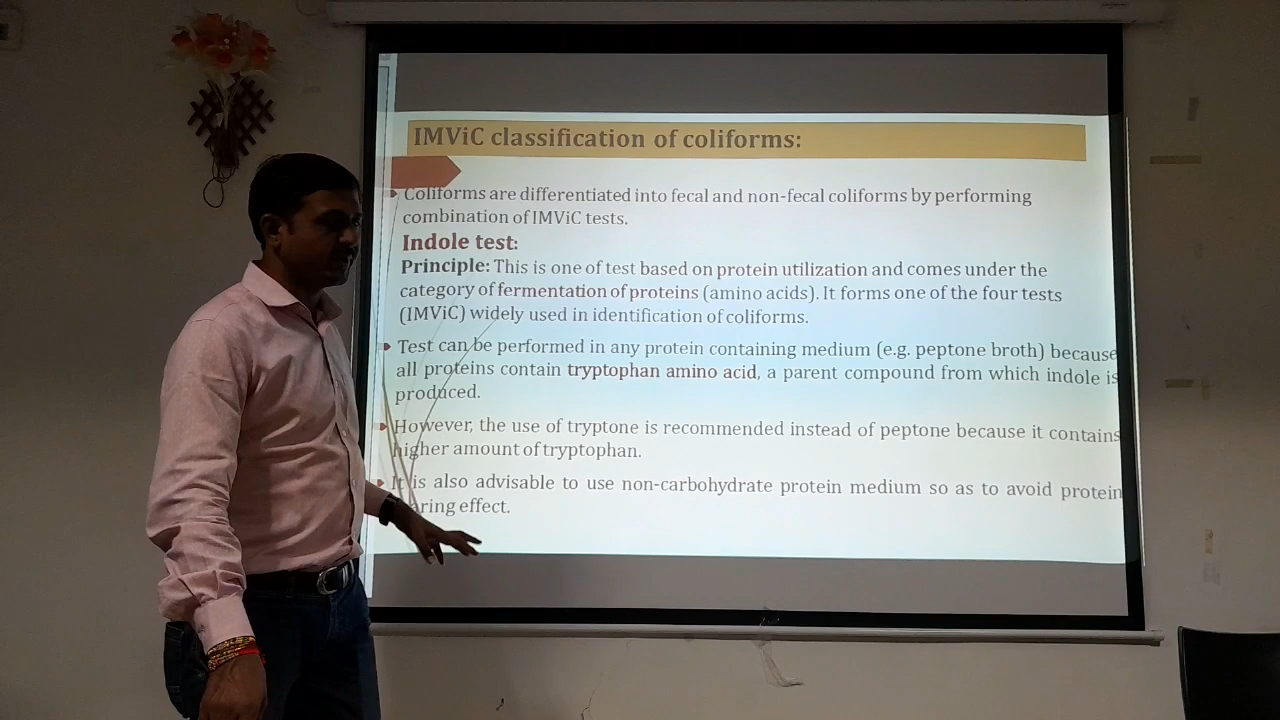 IMViC classification of coliforms:
Coliforms are differentiated into fecal and non-fecal coliforms by performing
combination of IMViC tests.
Indole test:
Principle: This is one of test based on protein utilization and comes under the
category of fermentation of proteins (amino acids). It forms one of the four tests
(IMViC) widely used in identification of coliforms.
Test can be performed in any protein containing medium (e.g. peptone broth) because
all proteins contain tryptophan amino acid, a parent compound from which indole is
produced.
However, the use of tryptone is recommended instead of peptone because it contains
higher amount of tryptophan.
It is also advisable to use non-carbohydrate protein medium so as to avoid protein
effect.